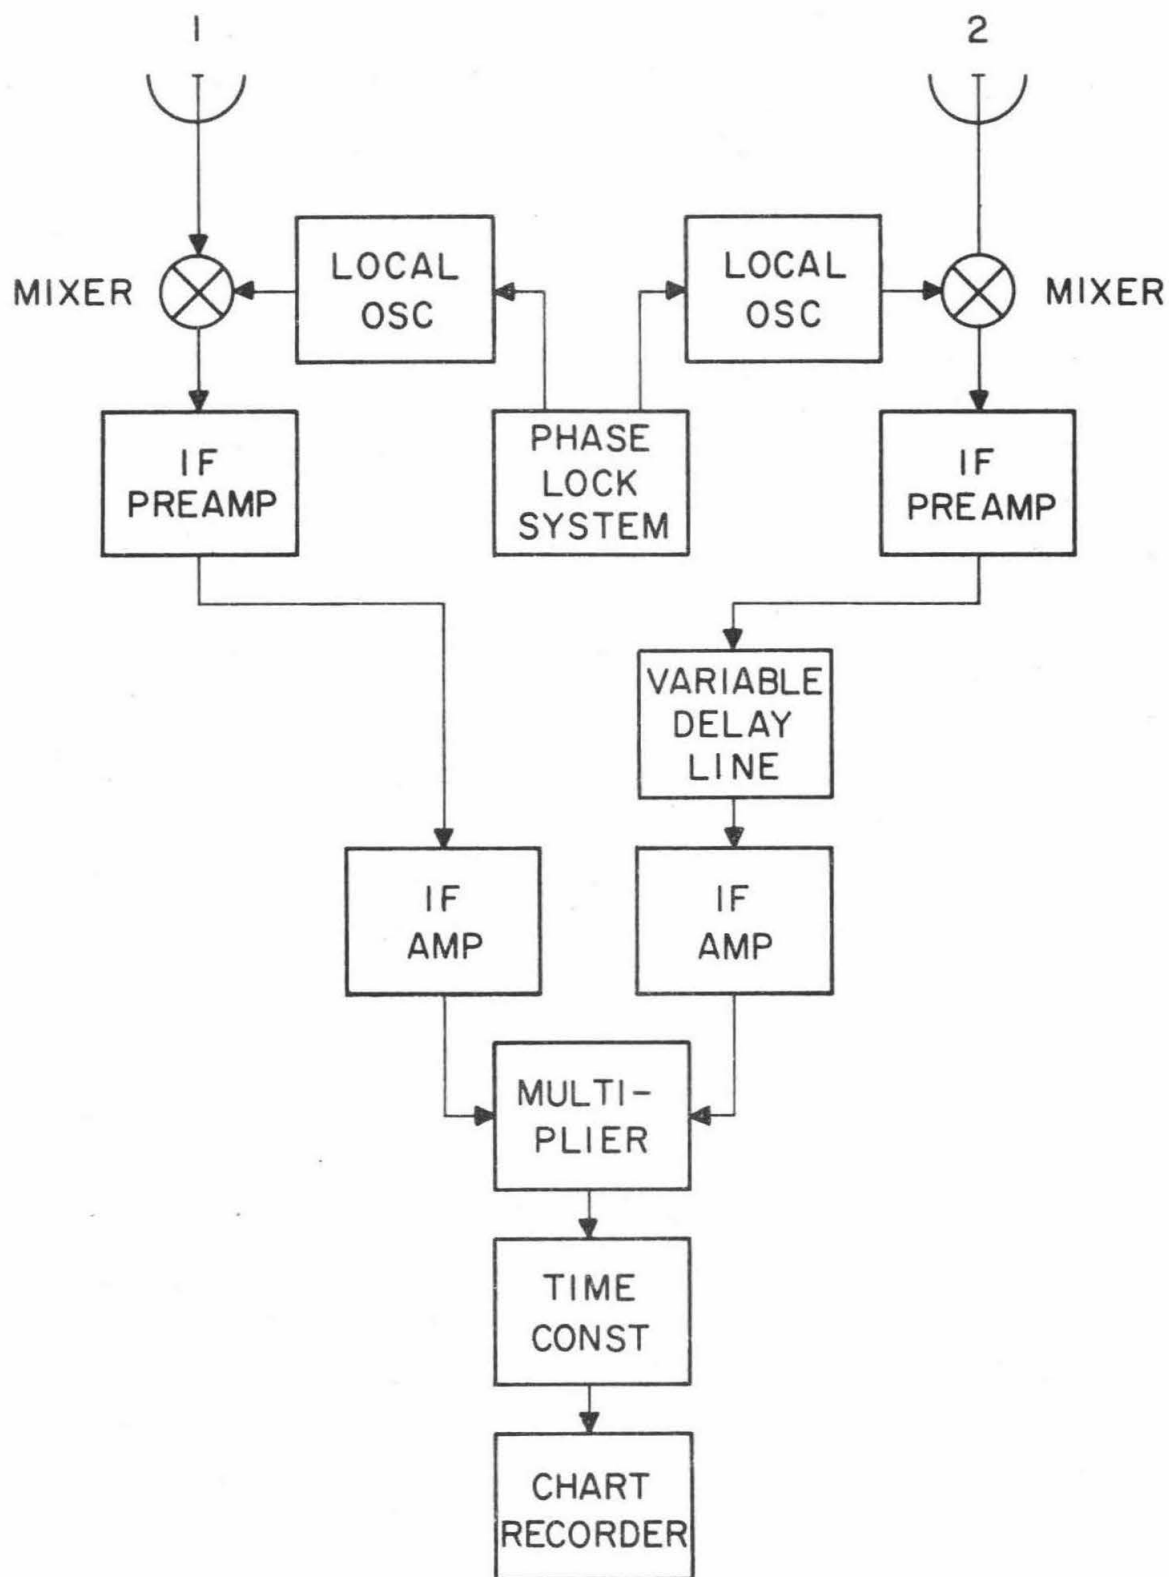 1
2
MIXER
LOCAL
OSC
LOCAL
OSC
MIXER
IF
PREAMP
PHASE
LOCK
SYSTEM
IF
PREAMP
VARIABLE
DELAY
LINE
IF
AMP
IF
AMP
MULTI-
PLIER
TIME
CONST
CHART
RECORDER